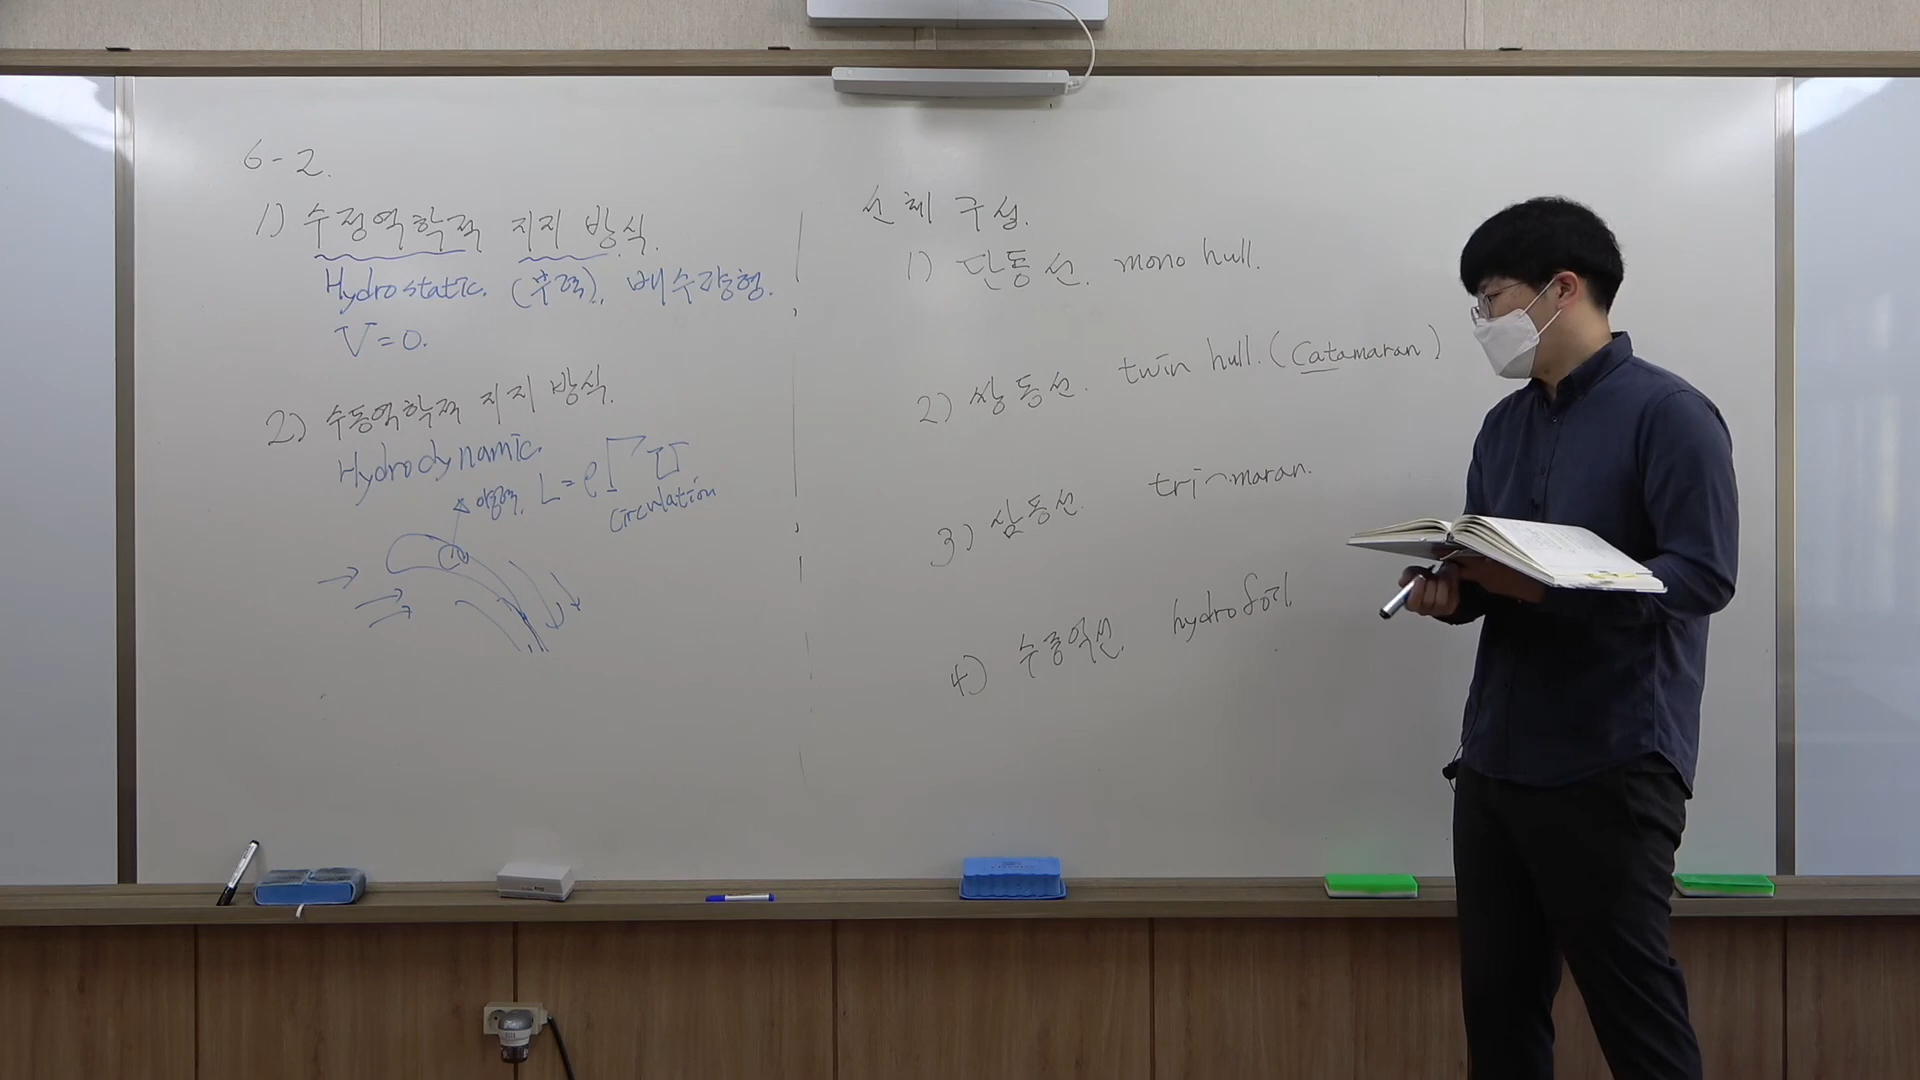 6-2.
1) 수정역학적 지지 방식.
Hydrostatic. (부력), 배수량형.
V=0.
2) 수동역학적 지지 방식.
Hydrodynamic.
양력. L=ρΓU
Circulation
선체 구성.
1) 단동선. mono hull.
2) 쌍동선. twin hull. (Catamaran)
3) 삼동선. tri-maran.
4) 수중익선. hydrofoil.